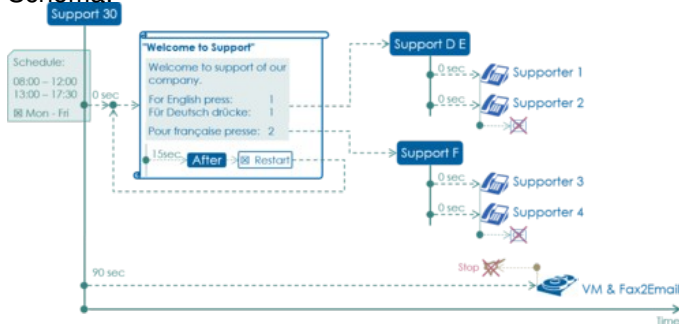 Support 30
Schedule:
08:00 – 12:00
13:00 – 17:30
Mon - Fri
0 sec
"Welcome to Support"
Welcome to support of our
company.
For English press: 1
Für Deutsch drücke: 1
Pour française presse: 2
15sec
After
Restart
Support D E
0 sec
Supporter 1
0 sec
Supporter 2
Support F
0 sec
Supporter 3
0 sec
Supporter 4
90 sec
Stop
VM & Fax2Email
Time